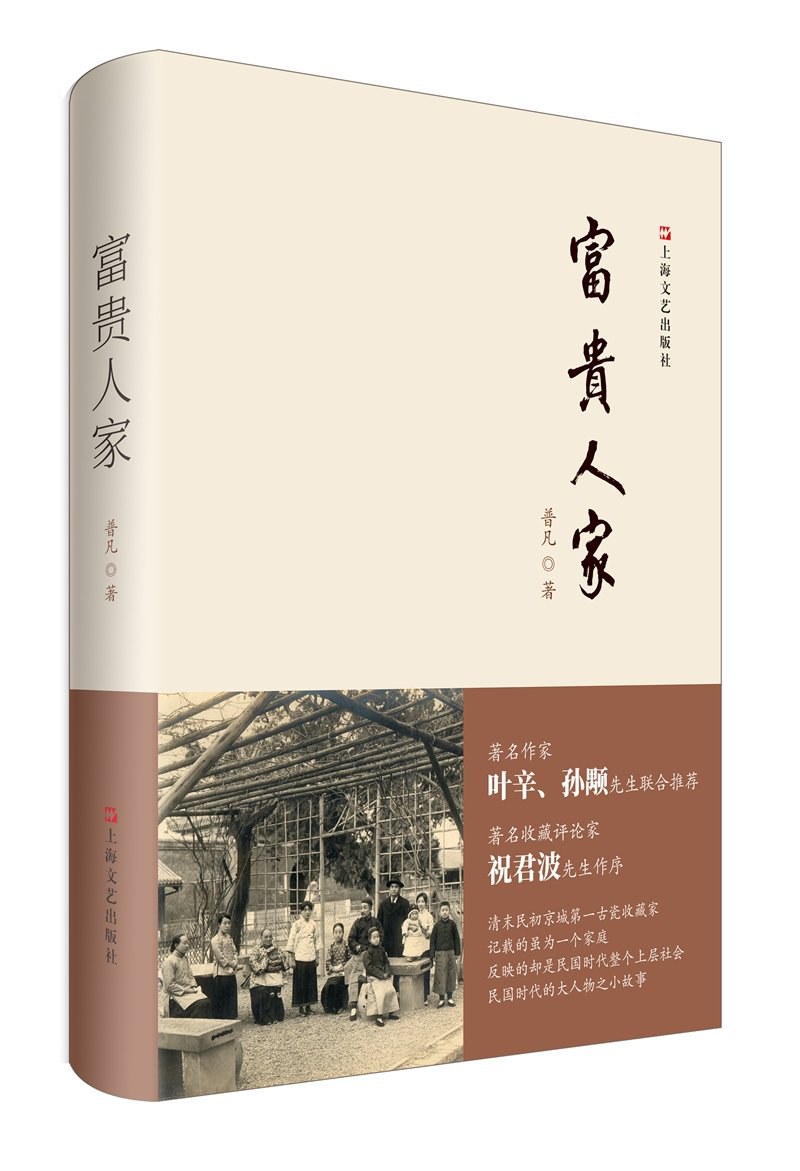 富贵人家
普凡◎著
上海文艺出版社
上海文艺出版社
富貴人家
普凡◎著
著名作家
叶辛、孙颙先生联合推荐
著名收藏评论家
祝君波先生作序
清末民初京城第一古瓷收藏家
记载的虽为一个家庭
反映的却是民国时代整个上层社会
民国时代的大人物之小故事